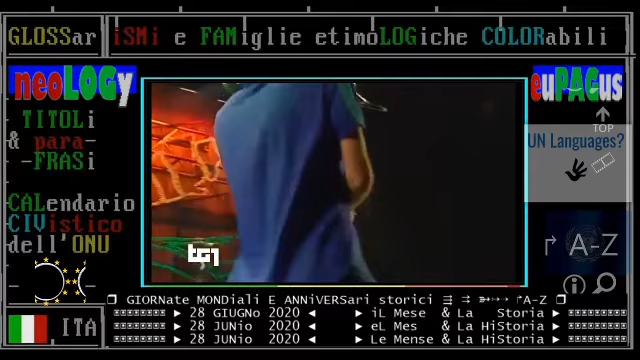 GLOSSar iSMi e FAMiglie etimoLOGiche COLORabili
neoLOGy
euPAGus
TITOLi
& para-
-FRASi
TOP
UN Languages?
CALendario
CIVistico
dell'ONU
A-Z
tg1
GIORNate MONDiali E ANNiVERSari storici A-Z
28 GIUGNo 2020 iL Mese & La Storia
28 JUNio 2020 eL Mes & La HiStoria
28 JUNio 2020 Le Mense & La HiStoria
ITA